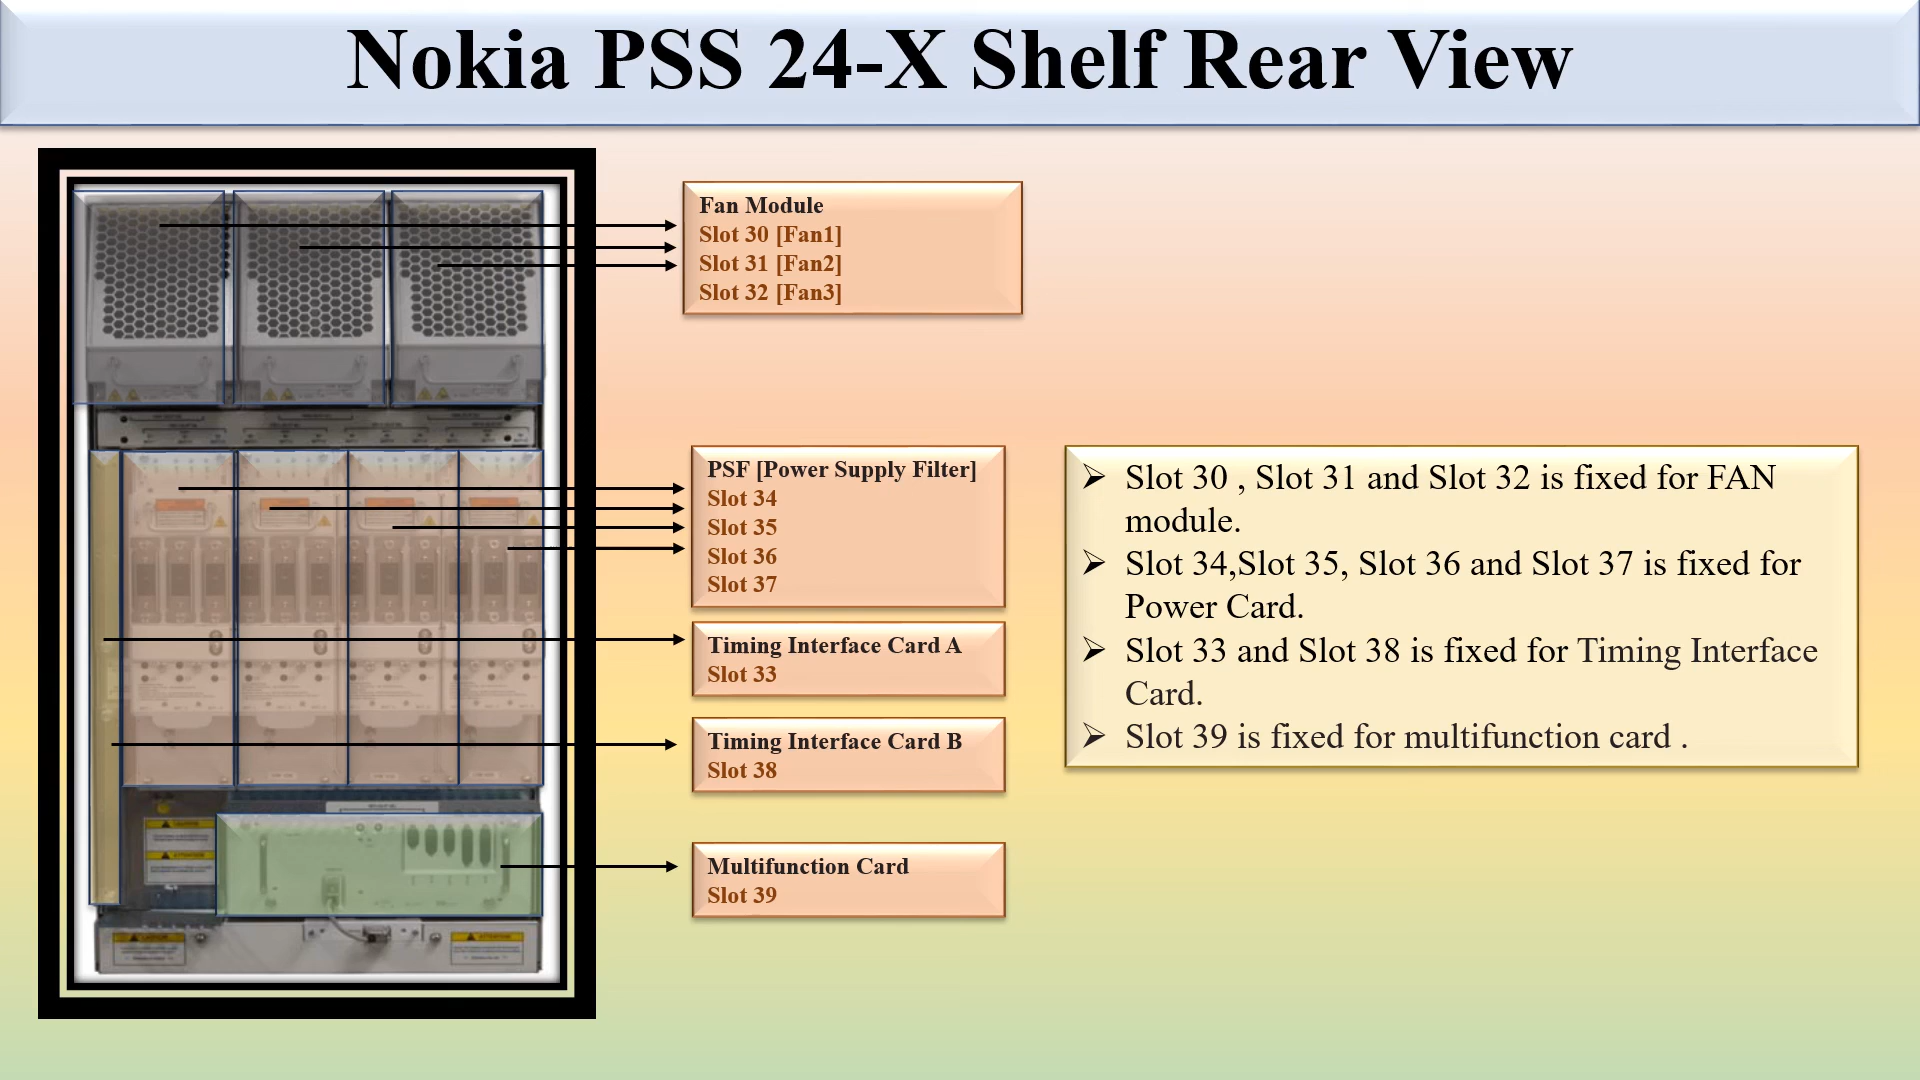 Nokia PSS 24-X Shelf Rear View
Fan Module
Slot 30 [Fan1]
Slot 31 [Fan2]
Slot 32 [Fan3]
PSF [Power Supply Filter]
Slot 34
Slot 35
Slot 36
Slot 37
Timing Interface Card A
Slot 33
Timing Interface Card B
Slot 38
Multifunction Card
Slot 39
➢ Slot 30 , Slot 31 and Slot 32 is fixed for FAN
module.
➢ Slot 34,Slot 35, Slot 36 and Slot 37 is fixed for
Power Card.
➢ Slot 33 and Slot 38 is fixed for Timing Interface
Card.
➢ Slot 39 is fixed for multifunction card .